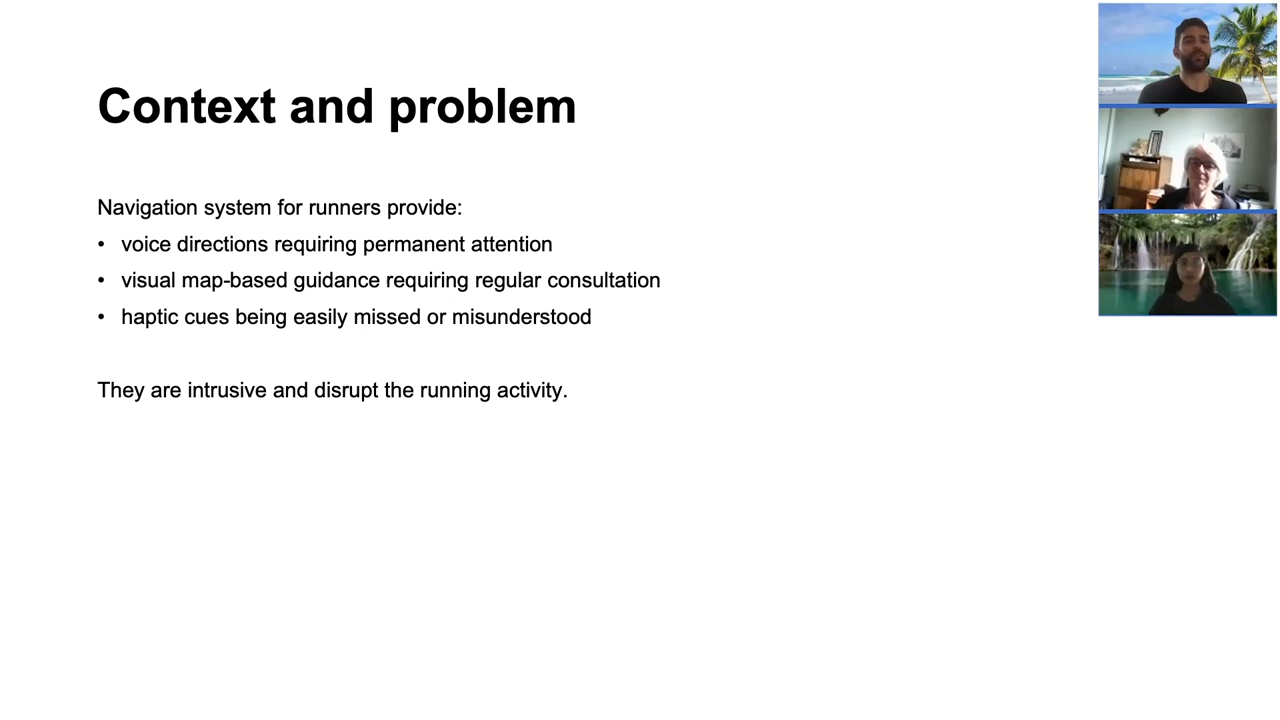 Context and problem
Navigation system for runners provide:
• voice directions requiring permanent attention
• visual map-based guidance requiring regular consultation
• haptic cues being easily missed or misunderstood
They are intrusive and disrupt the running activity.